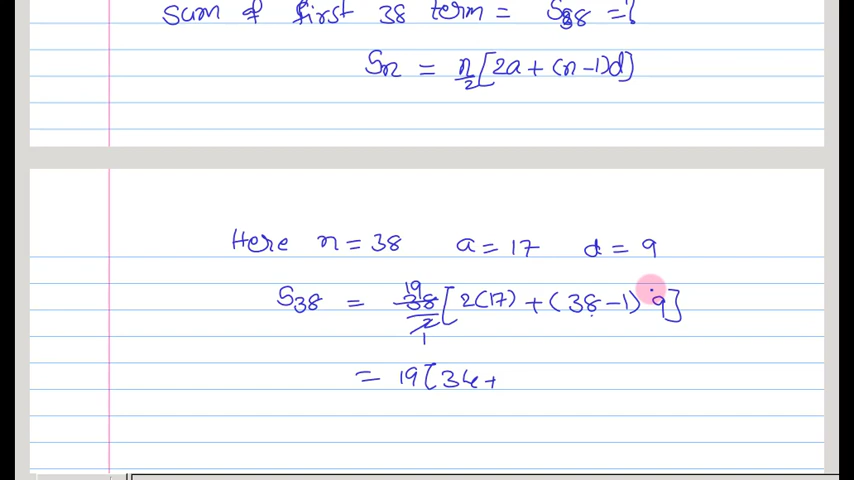 Sum of first 38 term = S38 = ?
Sn = n/2 [2a + (n-1)d]
Here n = 38 a = 17 d = 9
S38 = 38/2 [2(17) + (38-1) 9] 19 1
= 19 [34 +